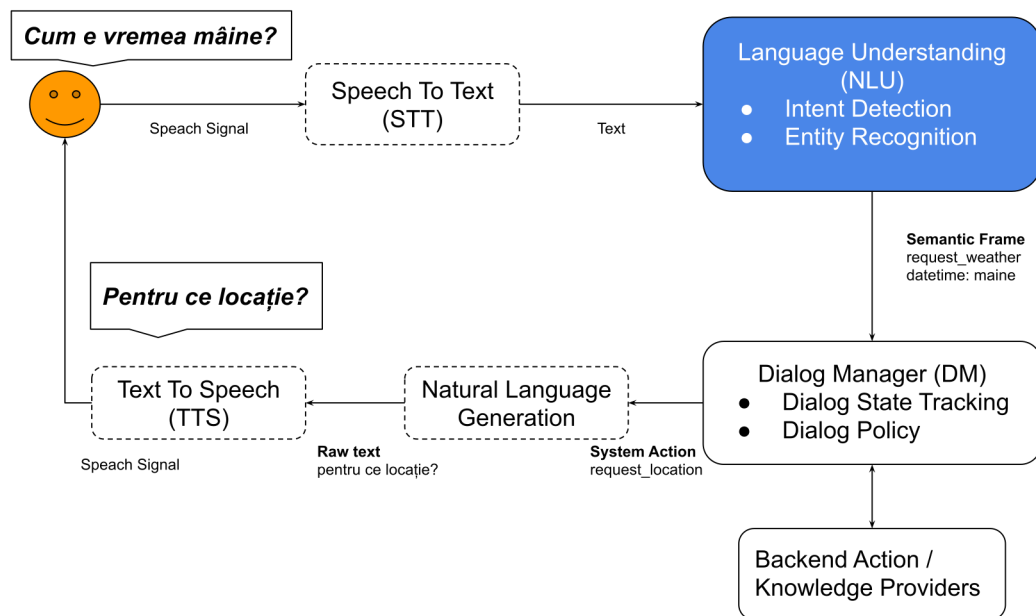 Cum e vremea mâine?
Speech To Text
(STT)
Speach Signal
Text
Language Understanding
(NLU)
● Intent Detection
● Entity Recognition
Semantic Frame
request_weather
datetime: maine
Pentru ce locație?
Text To Speech
(TTS)
Natural Language
Generation
Dialog Manager (DM)
● Dialog State Tracking
● Dialog Policy
Speach Signal
Raw text
pentru ce locație?
System Action
request_location
Backend Action /
Knowledge Providers